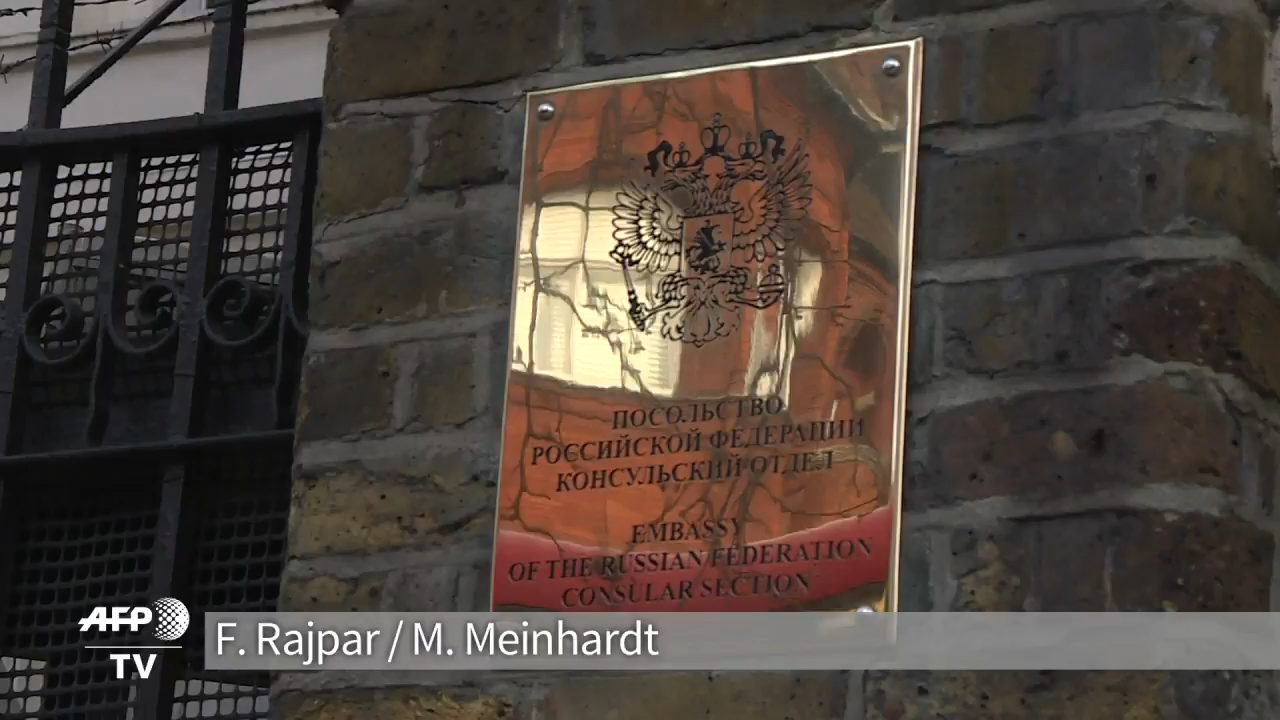 ПОСОЛЬСТВО
РОССИЙСКОЙ ФЕДЕРАЦИИ
КОНСУЛЬСКИЙ ОТДЕЛ
EMBASSY
OF THE RUSSIAN FEDERATION
CONSULAR SECTION
AFP
TV
F. Rajpar / M. Meinhardt